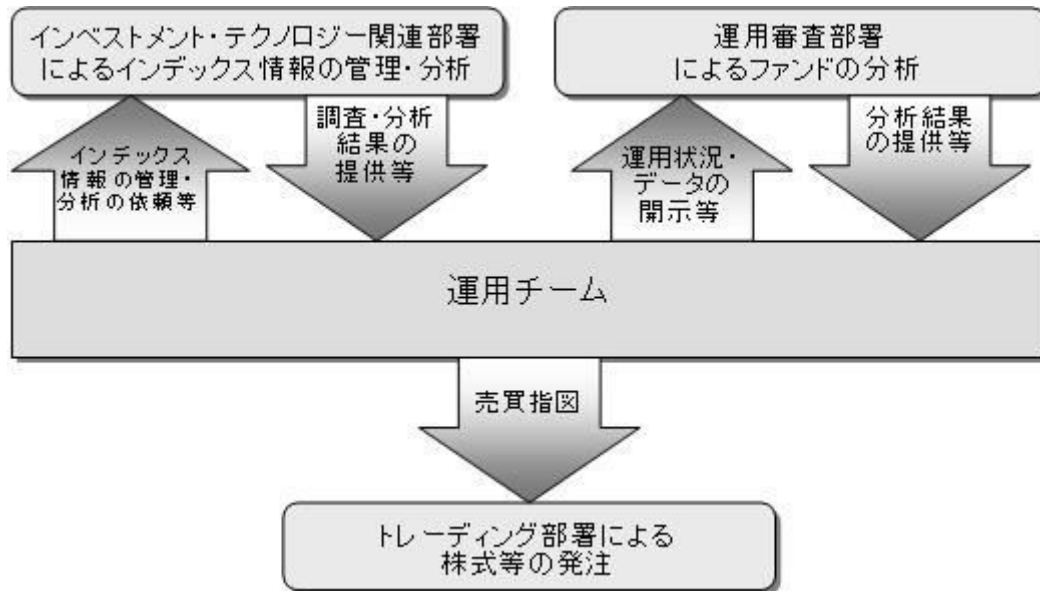 インベストメント・テクノロジー関連部署
によるインデックス情報の管理・分析
運用審査部署
によるファンドの分析
インデックス
情報の管理・
分析の依頼等
調査・分析
結果の
提供等
運用状況・
データの
開示等
分析結果
の提供等
運用チーム
売買指図
トレーディング部署による
株式等の発注